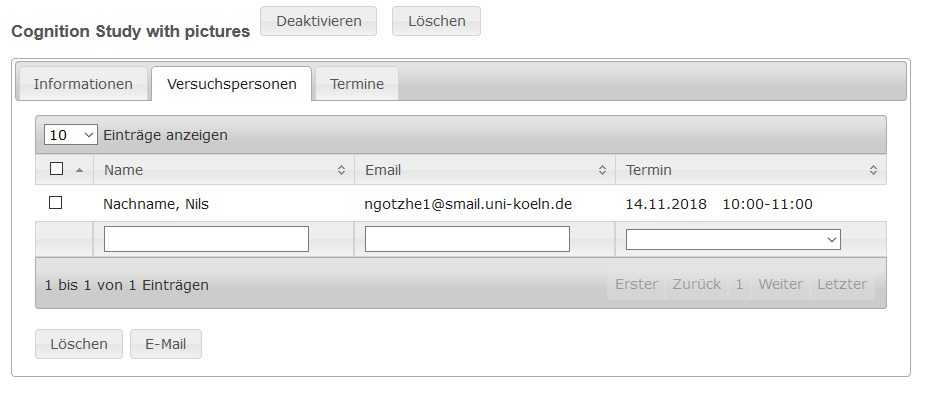 Cognition Study with pictures Deaktivieren Löschen
Informationen Versuchspersonen Termine
10 Einträge anzeigen
Name Email Termin
Nachname, Nils ngotzhe1@smail.uni-koeln.de 14.11.2018 10:00-11:00
1 bis 1 von 1 Einträgen Erster Zurück 1 Weiter Letzter
Löschen E-Mail